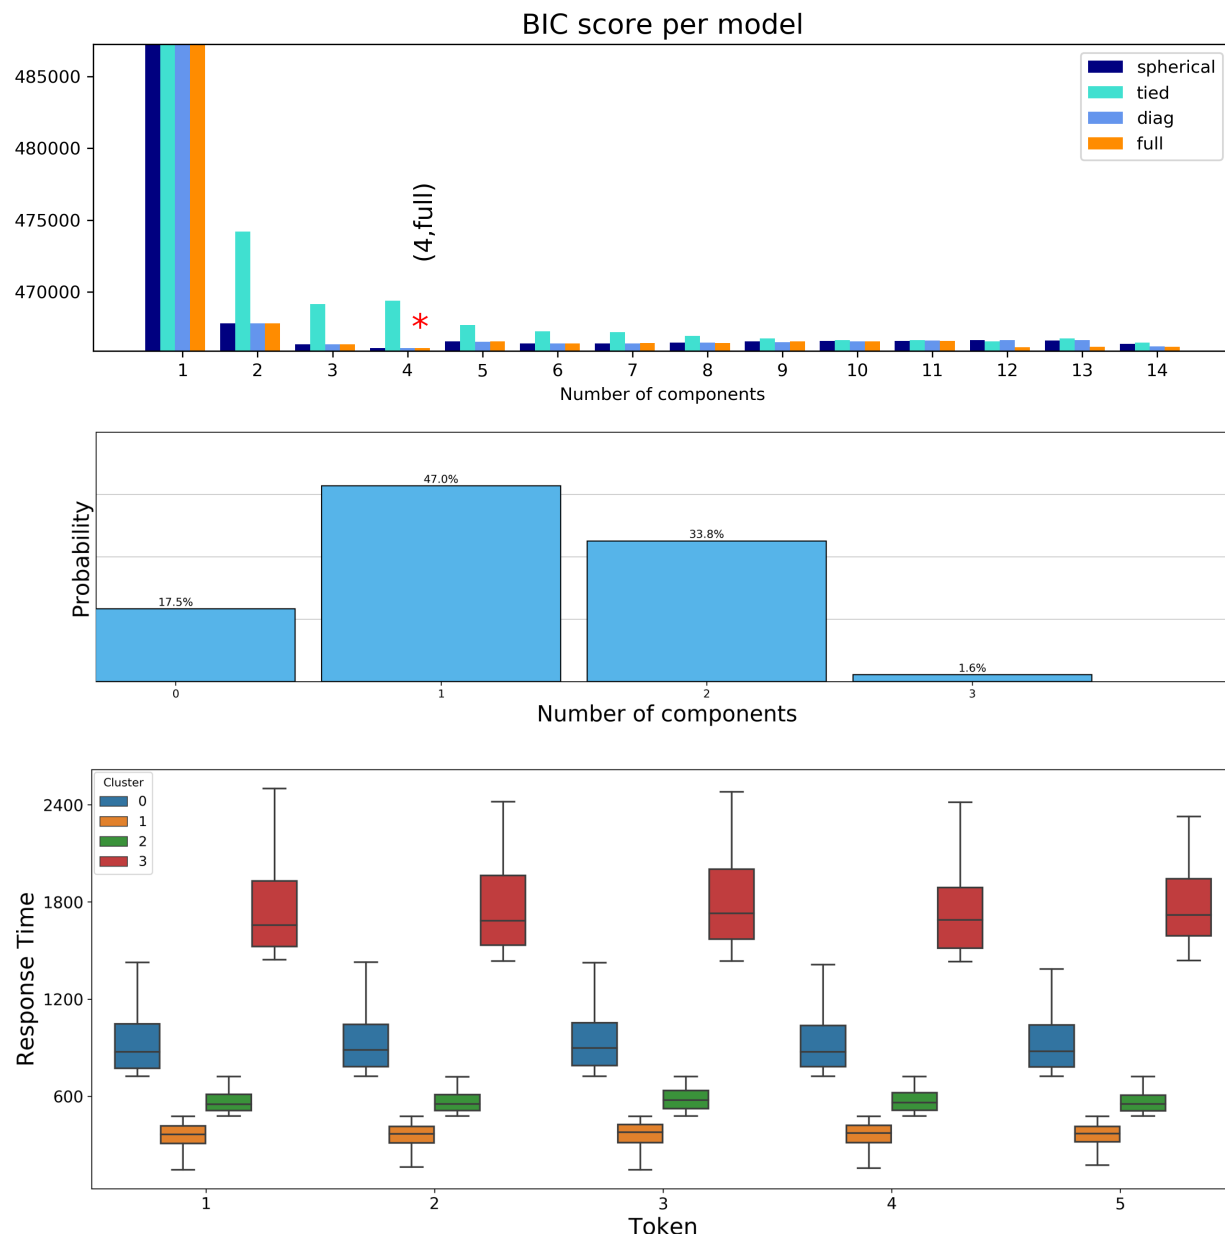 BIC score per model
485000
480000
475000
470000
(4,full)
*
spherical
tied
diag
full
1 2 3 4 5 6 7 8 9 10 11 12 13 14
Number of components
Probability
17.5%
47.0%
33.8%
1.6%
0 1 2 3
Number of components
Response Time
2400
1800
1200
600
Cluster
0
1
2
3
1 2 3 4 5
Token